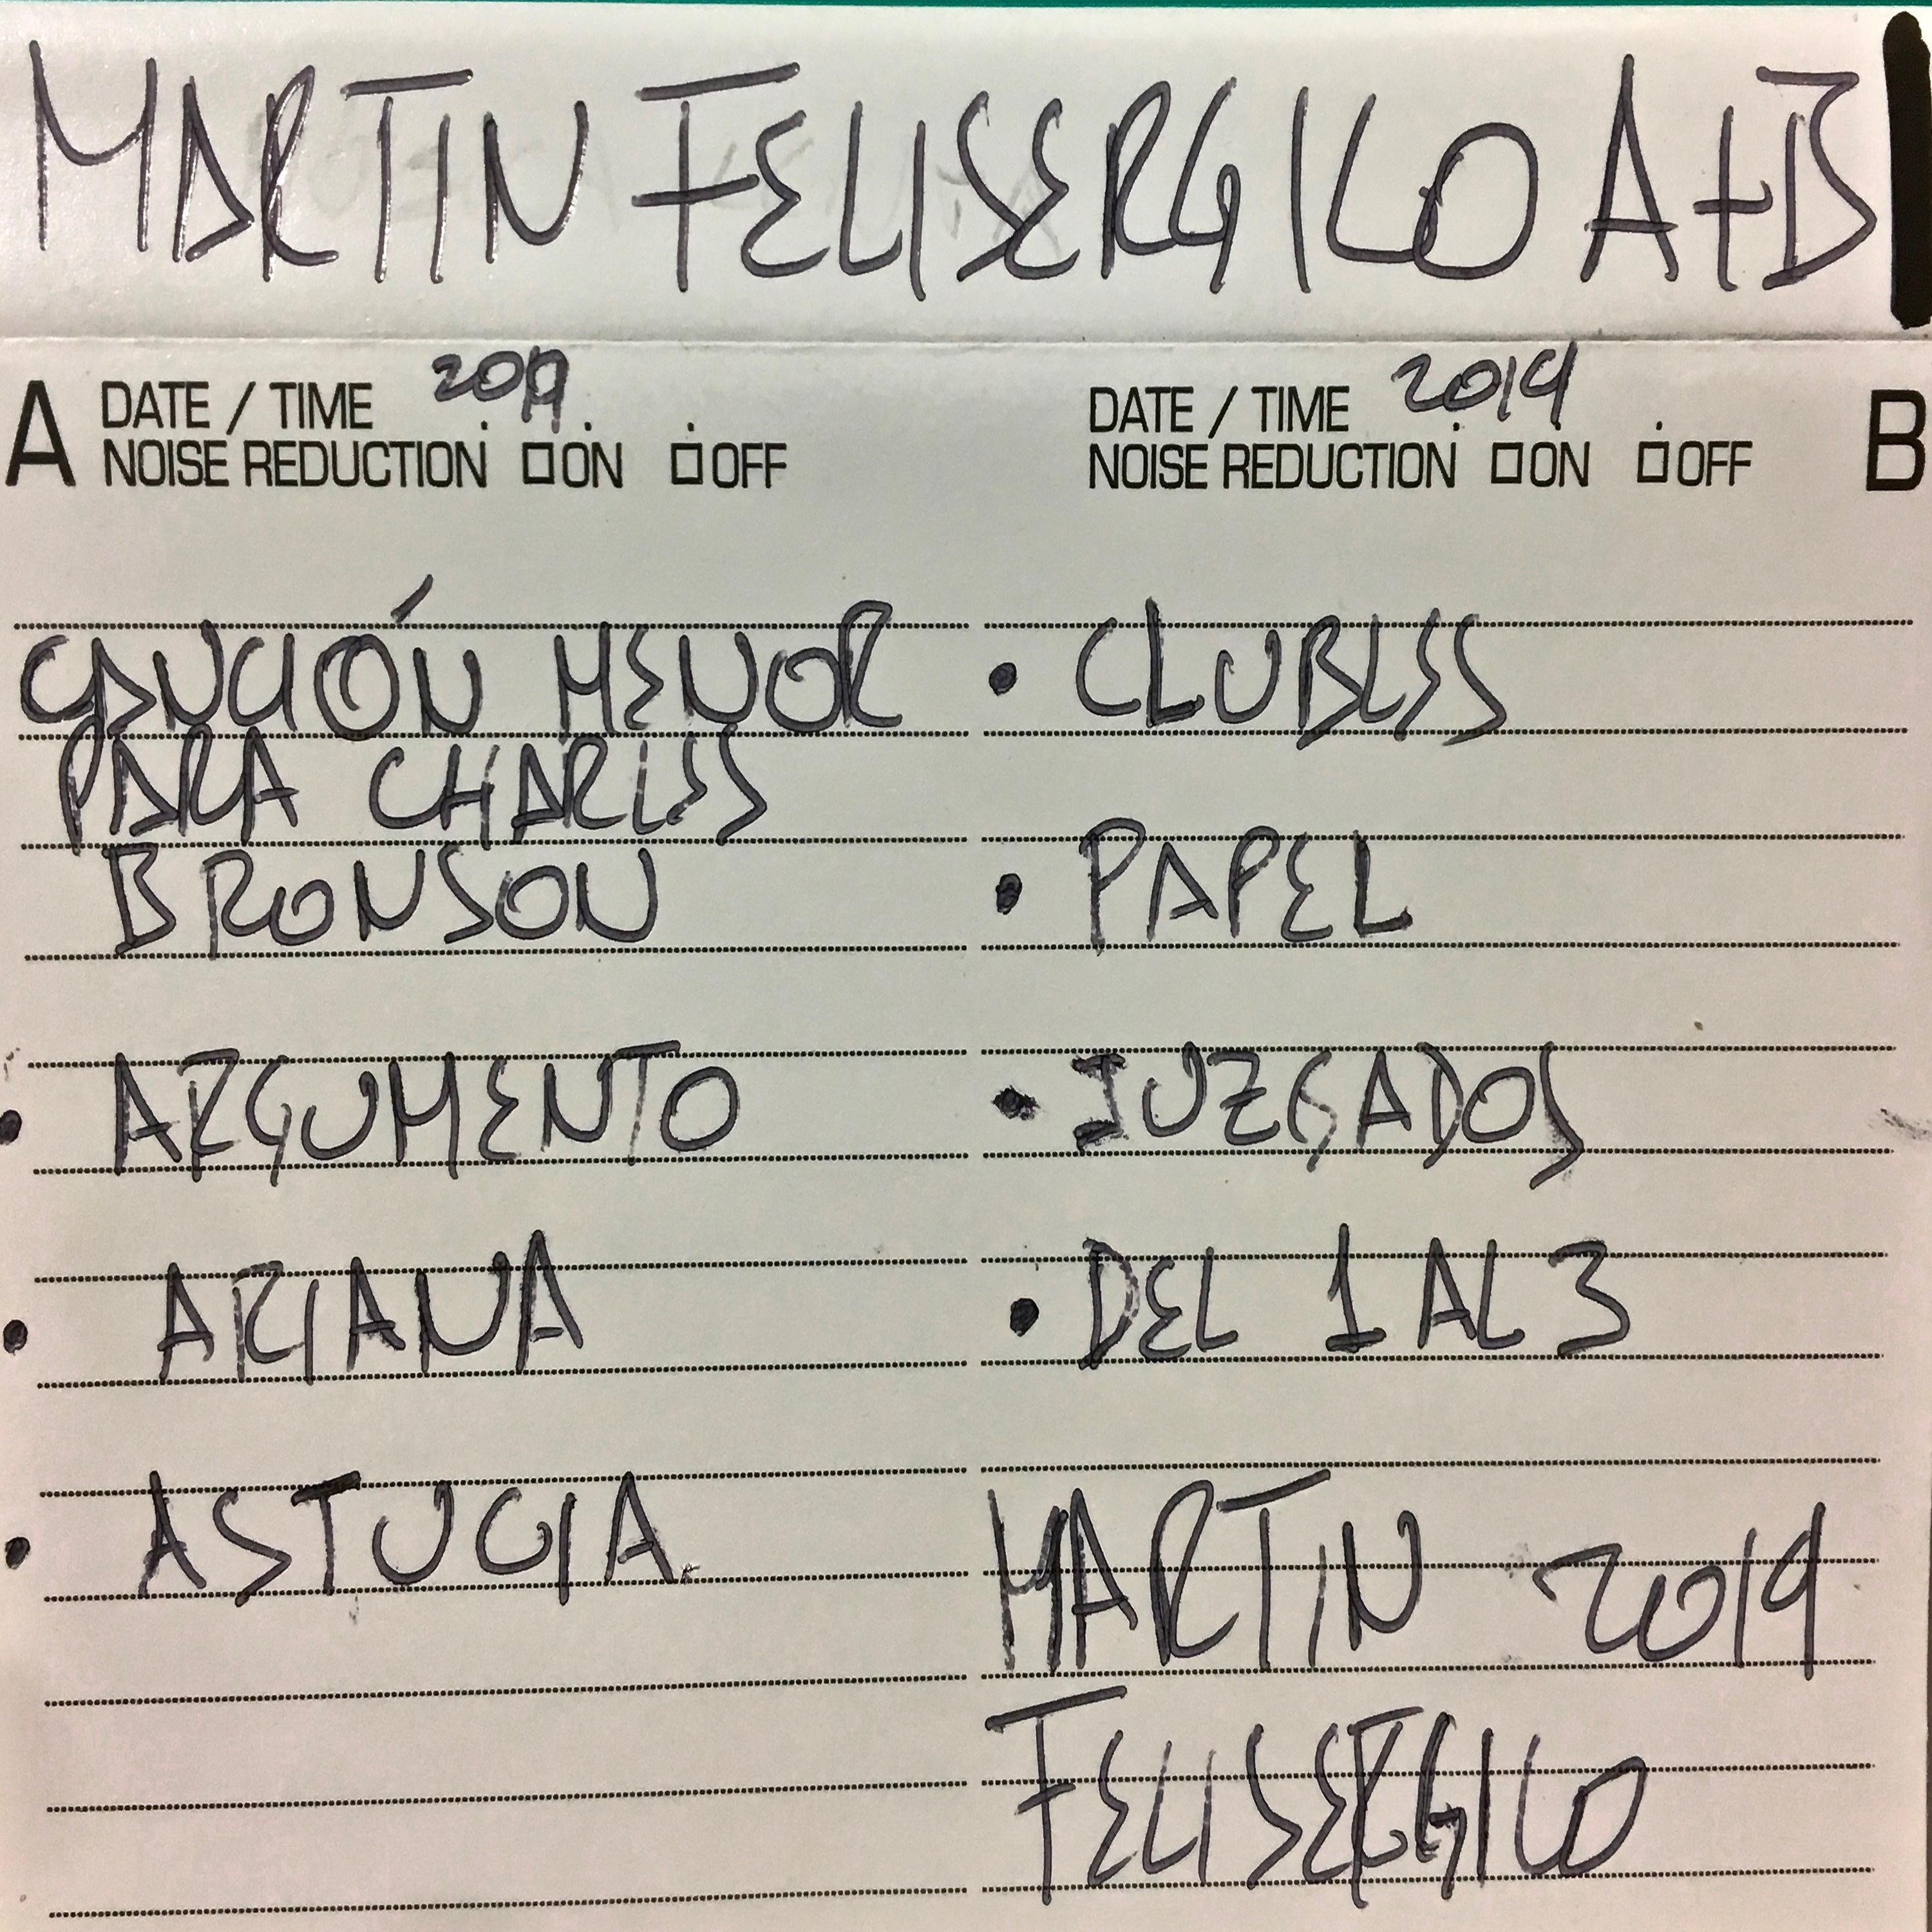 MARTIN FELISERGILO A+B
A DATE / TIME 2019
NOISE REDUCTION □ON □OFF
DATE / TIME 2019 B
NOISE REDUCTION □ON □OFF
CANCIÓN MENOR
PARA CHARLES
BRONSON
• ARGUMENTO
• ARIANA
• ASTUCIA.
• CLUBLES
• PAPEL
• JUZGADOS
• DEL 1 AL 3
MARTIN 2019
FELISERGILO